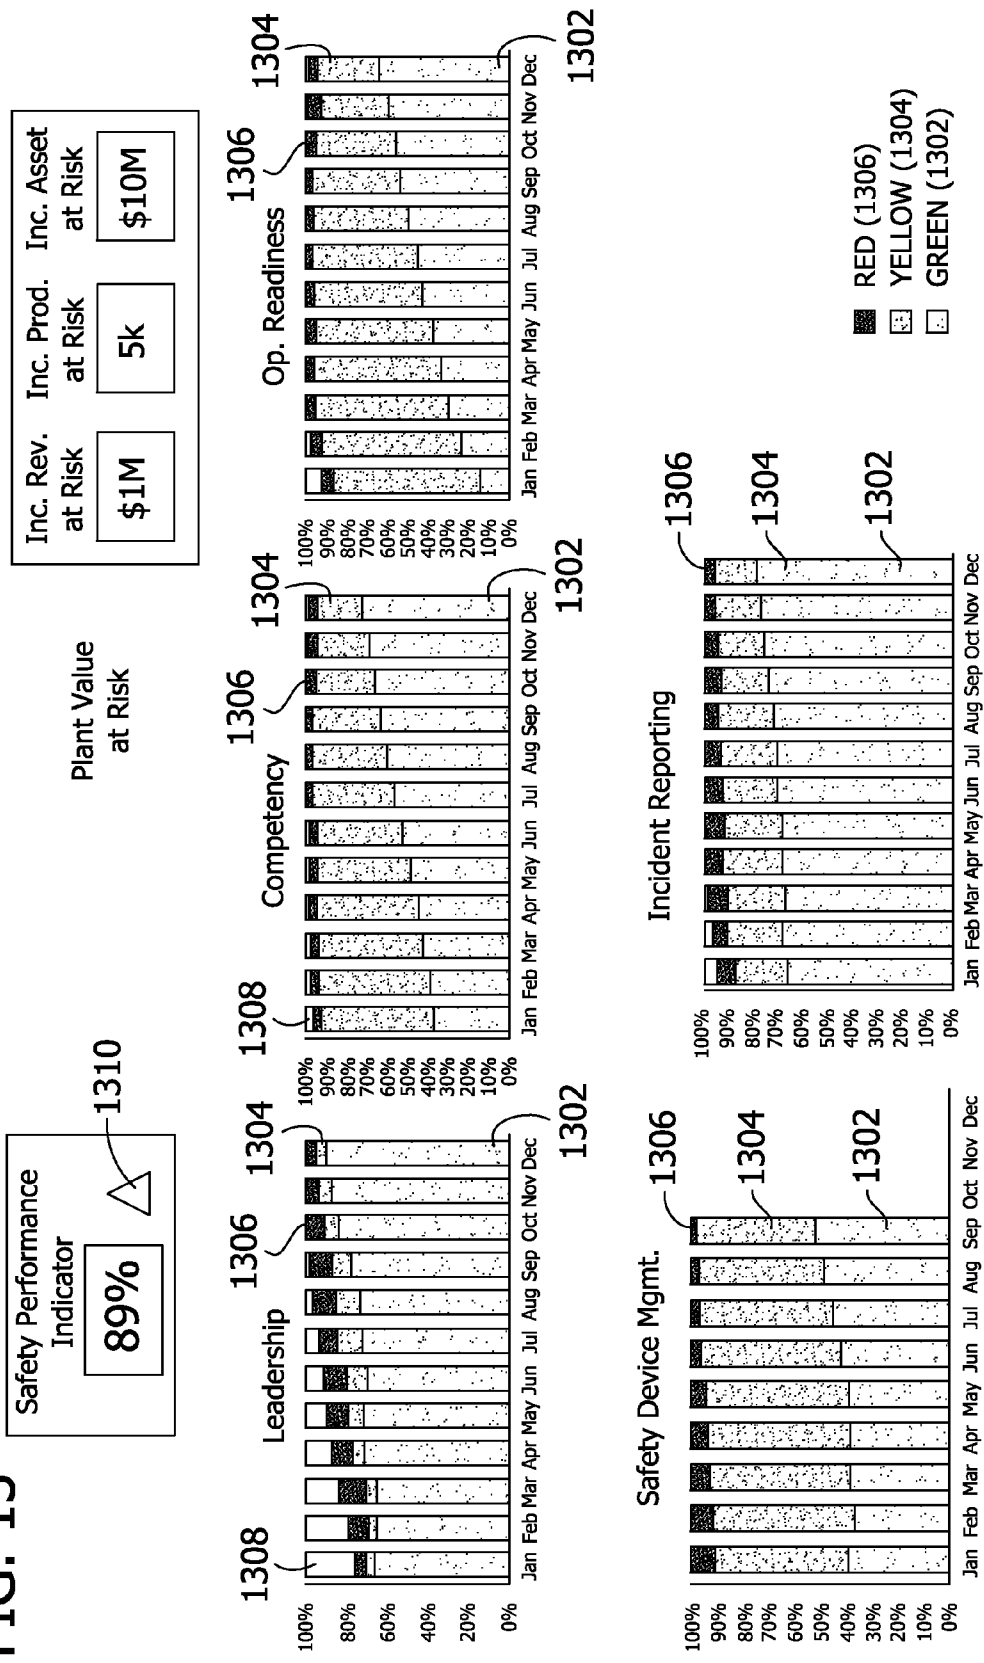 FIG. 13
Safety Performance
Indicator
89%
1310
Plant Value
at Risk
Inc. Rev.
at Risk
$1M
Inc. Prod.
at Risk
5k
Inc. Asset
at Risk
$10M
Leadership
1308
1306
1304
1302
100%
80%
60%
40%
20%
0%
Jan Feb Mar Apr May Jun Jul Aug Sep Oct Nov Dec
Competency
1308
1306
1304
1302
100%
90%
80%
70%
60%
50%
40%
30%
20%
10%
0%
Jan Feb Mar Apr May Jun Jul Aug Sep Oct Nov Dec
Op. Readiness
1306
1304
1302
100%
90%
80%
70%
60%
50%
40%
30%
20%
10%
0%
Jan Feb Mar Apr May Jun Jul Aug Sep Oct Nov Dec
Safety Device Mgmt.
1306
1304
1302
100%
90%
80%
70%
60%
50%
40%
30%
20%
10%
0%
Jan Feb Mar Apr May Jun Jul Aug Sep Oct Nov Dec
Incident Reporting
1306
1304
1302
100%
90%
80%
70%
60%
50%
40%
30%
20%
10%
0%
Jan Feb Mar Apr May Jun Jul Aug Sep Oct Nov Dec
RED (1306)
YELLOW (1304)
GREEN (1302)